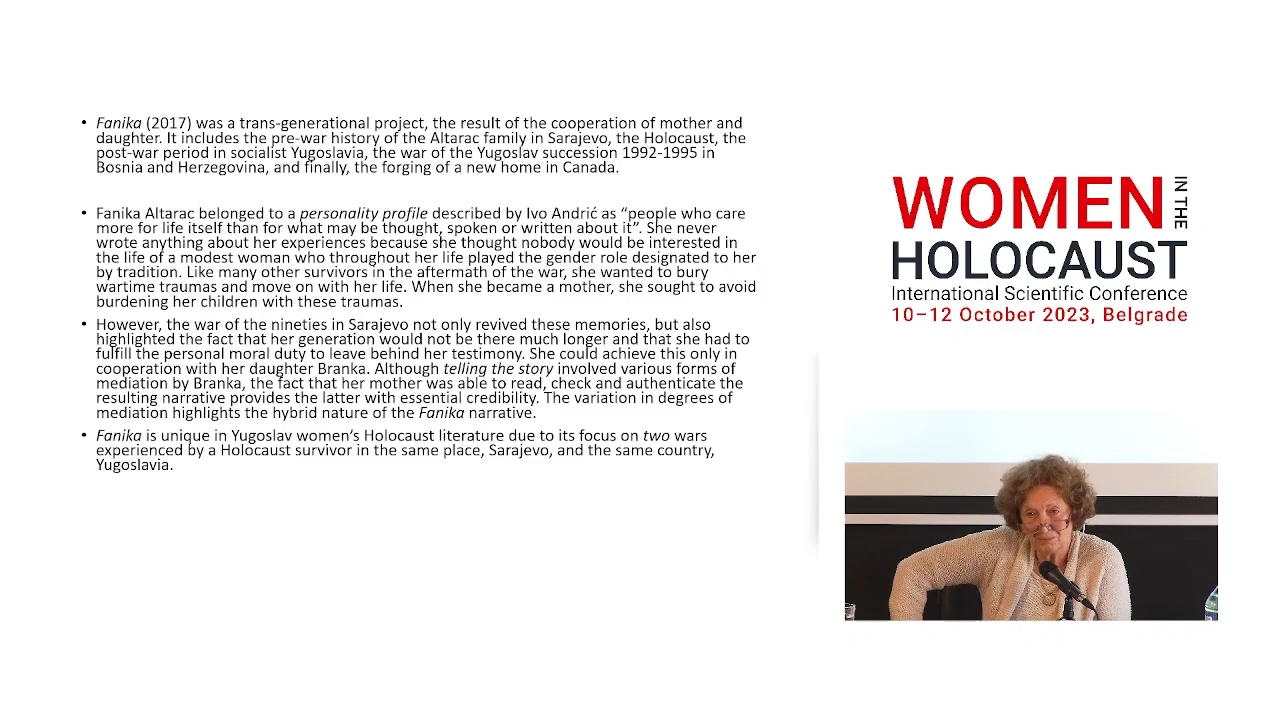 • Fanika (2017) was a trans-generational project, the result of the cooperation of mother and
daughter. It includes the pre-war history of the Altarac family in Sarajevo, the Holocaust, the
post-war period in socialist Yugoslavia, the war of the Yugoslav succession 1992-1995 in
Bosnia and Herzegovina, and finally, the forging of a new home in Canada.
• Fanika Altarac belonged to a personality profile described by Ivo Andrić as “people who care
more for life itself than for what may be thought, spoken or written about it”. She never
wrote anything about her experiences because she thought nobody would be interested in
the life of a modest woman who throughout her life played the gender role designated to her
by tradition. Like many other survivors in the aftermath of the war, she wanted to bury
wartime traumas and move on with her life. When she became a mother, she sought to avoid
burdening her children with these traumas.
• However, the war of the nineties in Sarajevo not only revived these memories, but also
highlighted the fact that her generation would not be there much longer and that she had to
fulfill the personal moral duty to leave behind her testimony. She could achieve this only in
cooperation with her daughter Branka. Although telling the story involved various forms of
mediation by Branka, the fact that her mother was able to read, check and authenticate the
resulting narrative provides the latter with essential credibility. The variation in degrees of
mediation highlights the hybrid nature of the Fanika narrative.
• Fanika is unique in Yugoslav women’s Holocaust literature due to its focus on two wars
experienced by a Holocaust survivor in the same place, Sarajevo, and the same country,
Yugoslavia.
WOMEN IN THE
HOLOCAUST
International Scientific Conference
10–12 October 2023, Belgrade